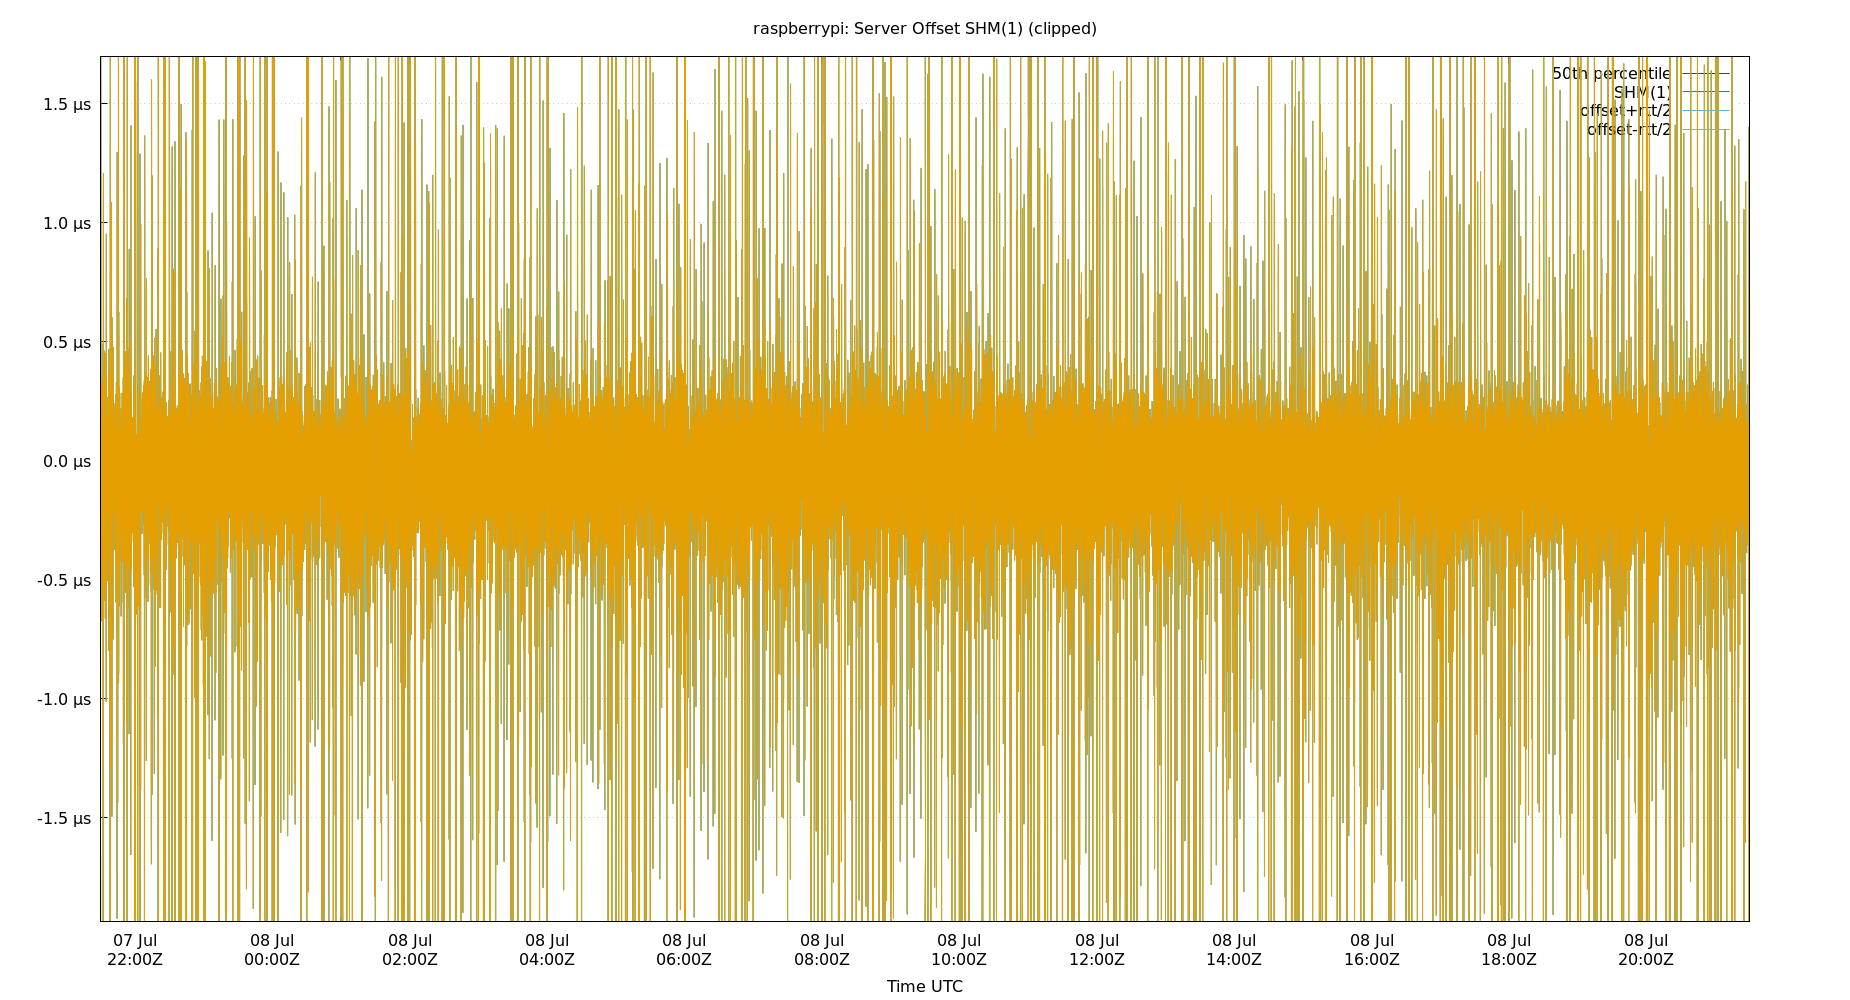 raspberrypi: Server Offset SHM(1) (clipped)
50th percentile
SHM(1)
offset+rtt/2
offset-rtt/2
1.5 µs
1.0 µs
0.5 µs
0.0 µs
-0.5 µs
-1.0 µs
-1.5 µs
07 Jul 08 Jul 08 Jul 08 Jul 08 Jul 08 Jul 08 Jul 08 Jul 08 Jul 08 Jul 08 Jul 08 Jul
22:00Z 00:00Z 02:00Z 04:00Z 06:00Z 08:00Z 10:00Z 12:00Z 14:00Z 16:00Z 18:00Z 20:00Z
Time UTC